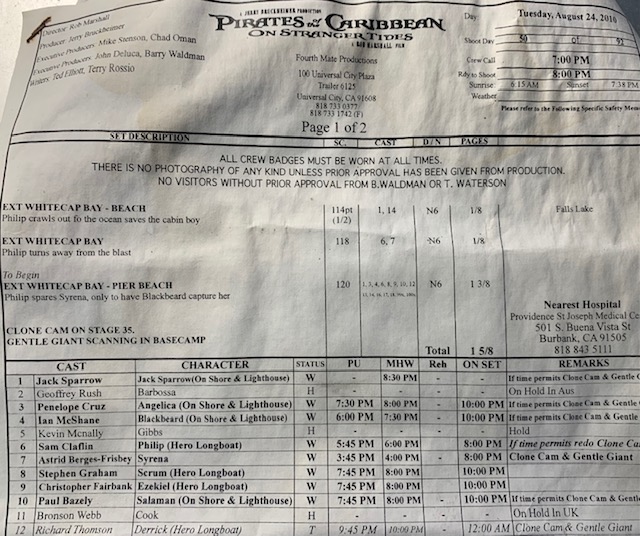 Director: Rob Marshall
Producer: Jerry Bruckheimer
Executive Producers: Mike Stenson, Chad Oman
Executive Producers: John Deluca, Barry Waldman
Writers: Ted Elliott, Terry Rossio
A JERRY BRUCKHEIMER PRODUCTION
PIRATES OF THE CARIBBEAN
ON STRANGER TIDES
A ROB MARSHALL FILM
Fourth Mate Productions
100 Universal City Plaza
Trailer 6125
Universal City, CA 91608
818 733 0377
818 733 1742 (F)
Page 1 of 2
Day Tuesday, August 24, 2010
Shoot Day 50 of
Crew Call 7:00 PM
Rdy to Shoot 8:00 PM
Sunrise: 6:15 AM Sunset 7:38 PM
Weather
Please refer to the Following Specific Safety
SET DESCRIPTION SC. CAST D/N PAGES
ALL CREW BADGES MUST BE WORN AT ALL TIMES.
THERE IS NO PHOTOGRAPHY OF ANY KIND UNLESS PRIOR APPROVAL HAS BEEN GIVEN FROM PRODUCTION.
NO VISITORS WITHOUT PRIOR APPROVAL FROM B.WALDMAN OR T. WATERSON
EXT WHITECAP BAY - BEACH 114pt 1, 14 N6 1/8 Falls Lake
Philip crawls out fo the ocean saves the cabin boy (1/2)
EXT WHITECAP BAY 118 6, 7 N6 1/8
Philip turns away from the blast
To Begin
EXT WHITECAP BAY - PIER BEACH 120 1, 3, 4, 6, 8, 9, 10, 12 N6 1 3/8
Philip spares Syrena, only to have Blackbeard capture her
Nearest Hospital
Providence St Joseph Medical Ce
501 S. Buena Vista St
Burbank, CA 91505
818 843 5111
CLONE CAM ON STAGE 35.
GENTLE GIANT SCANNING IN BASECAMP
Total 1 5/8
CAST CHARACTER STATUS PU MHW Reh ON SET REMARKS
1 Jack Sparrow Jack Sparrow(On Shore & Lighthouse) W - 8:30 PM - - If time permits Clone Cam & Gentle
2 Geoffrey Rush Barbossa H - - - - On Hold In Aus
3 Penelope Cruz Angelica (On Shore & Lighthouse) W 7:30 PM 8:00 PM - 10:00 PM If time permits Clone Cam & Gentle
4 Ian McShane Blackbeard (On Shore & Lighthouse) W 6:00 PM 7:30 PM - 10:00 PM If time permits Clone Cam & Gentle
5 Kevin Mcnally Gibbs H - - - - Hold
6 Sam Claflin Philip (Hero Longboat) W 5:45 PM 6:00 PM 8:00 PM If time permits redo Clone Ca
7 Astrid Berges-Frisbey Syrena W 3:45 PM 4:00 PM - 8:00 PM Clone Cam & Gentle Giant
8 Stephen Graham Scrum (Hero Longboat) W 7:45 PM 8:00 PM 10:00 PM
9 Christopher Fairbank Ezekiel (Hero Longboat) W 7:45 PM 8:00 PM 10:00 PM
10 Paul Bazely Salaman (On Shore & Lighthouse) W 7:45 PM 8:00 PM - 10:00 PM If time permits Clone Cam & Gentle
11 Bronson Webb Cook H - - - - On Hold In UK
12 Richard Thomson Derrick (Hero Longboat) T 9:45 PM 10:00 PM 12:00 AM Clone Cam & Gentle Giant